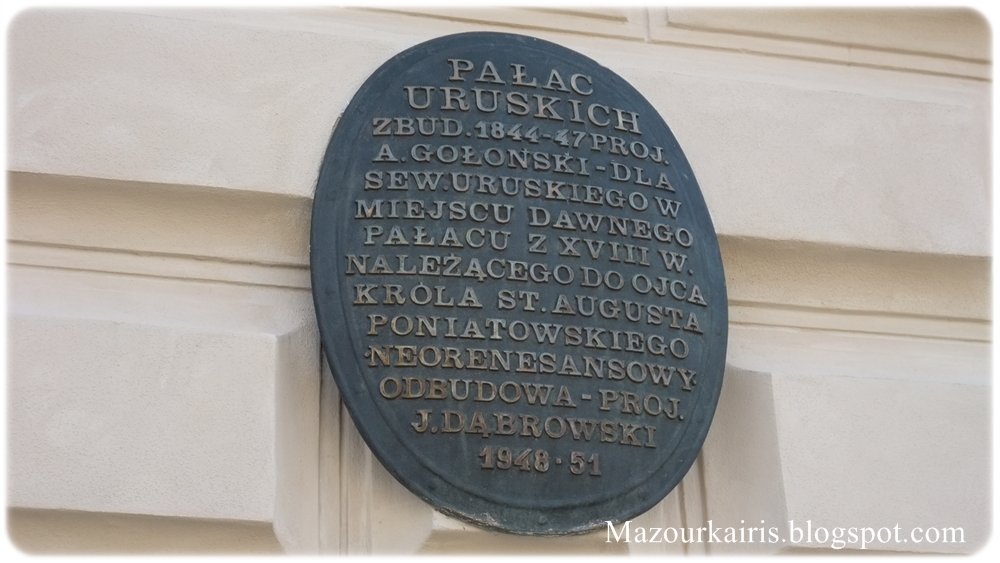 PAŁAC
URUSKICH
ZBUD.1844-47 PROJ.
A.GOŁOŃSKI-DLA
SEW.URUSKIEGO W
MIEJSCU DAWNEGO
PAŁACU Z XVIII W.
NALEŻĄCEGO DO OJCA
KRÓLA ST.AUGUSTA
PONIATOWSKIEGO
·NEORENESANSOWY·
ODBUDOWA-PROJ.
J.DĄBROWSKI
1948·51
Mazourkairis.blogspot.com